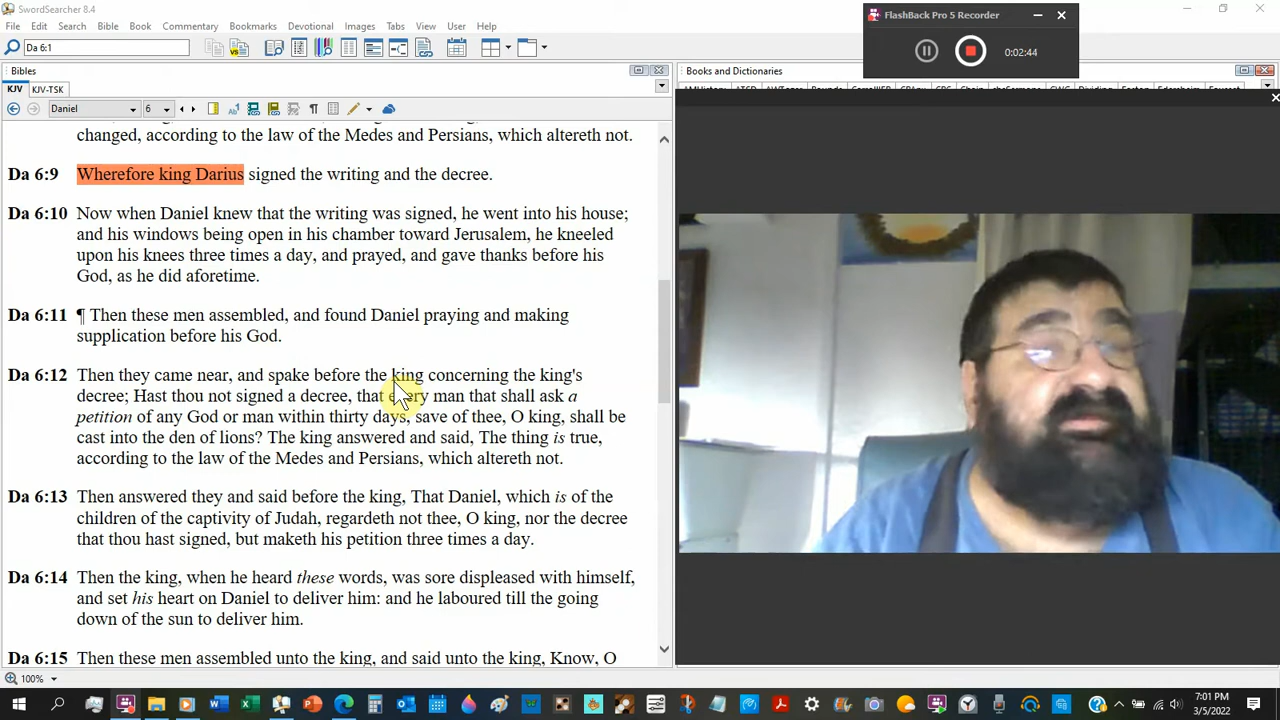 SwordSearcher 8.4
File Edit Search Bible Book Commentary Bookmarks Devotional Images Tabs View User Help
Da 6:1
FlashBack Pro 5 Recorder
0:02:44
Bibles
Books and Dictionaries
KJV KJV-TSK
Daniel 6
changed, according to the law of the Medes and Persians, which altereth not.
Da 6:9 Wherefore king Darius signed the writing and the decree.
Da 6:10 Now when Daniel knew that the writing was signed, he went into his house;
and his windows being open in his chamber toward Jerusalem, he kneeled
upon his knees three times a day, and prayed, and gave thanks before his
God, as he did aforetime.
Da 6:11 ¶ Then these men assembled, and found Daniel praying and making
supplication before his God.
Da 6:12 Then they came near, and spake before the king concerning the king's
decree; Hast thou not signed a decree, that every man that shall ask a
petition of any God or man within thirty days, save of thee, O king, shall be
cast into the den of lions? The king answered and said, The thing is true,
according to the law of the Medes and Persians, which altereth not.
Da 6:13 Then answered they and said before the king, That Daniel, which is of the
children of the captivity of Judah, regardeth not thee, O king, nor the decree
that thou hast signed, but maketh his petition three times a day.
Da 6:14 Then the king, when he heard these words, was sore displeased with himself,
and set his heart on Daniel to deliver him: and he laboured till the going
down of the sun to deliver him.
Da 6:15 Then these men assembled unto the king, and said unto the king, Know, O
100%
7:01 PM
3/5/2022